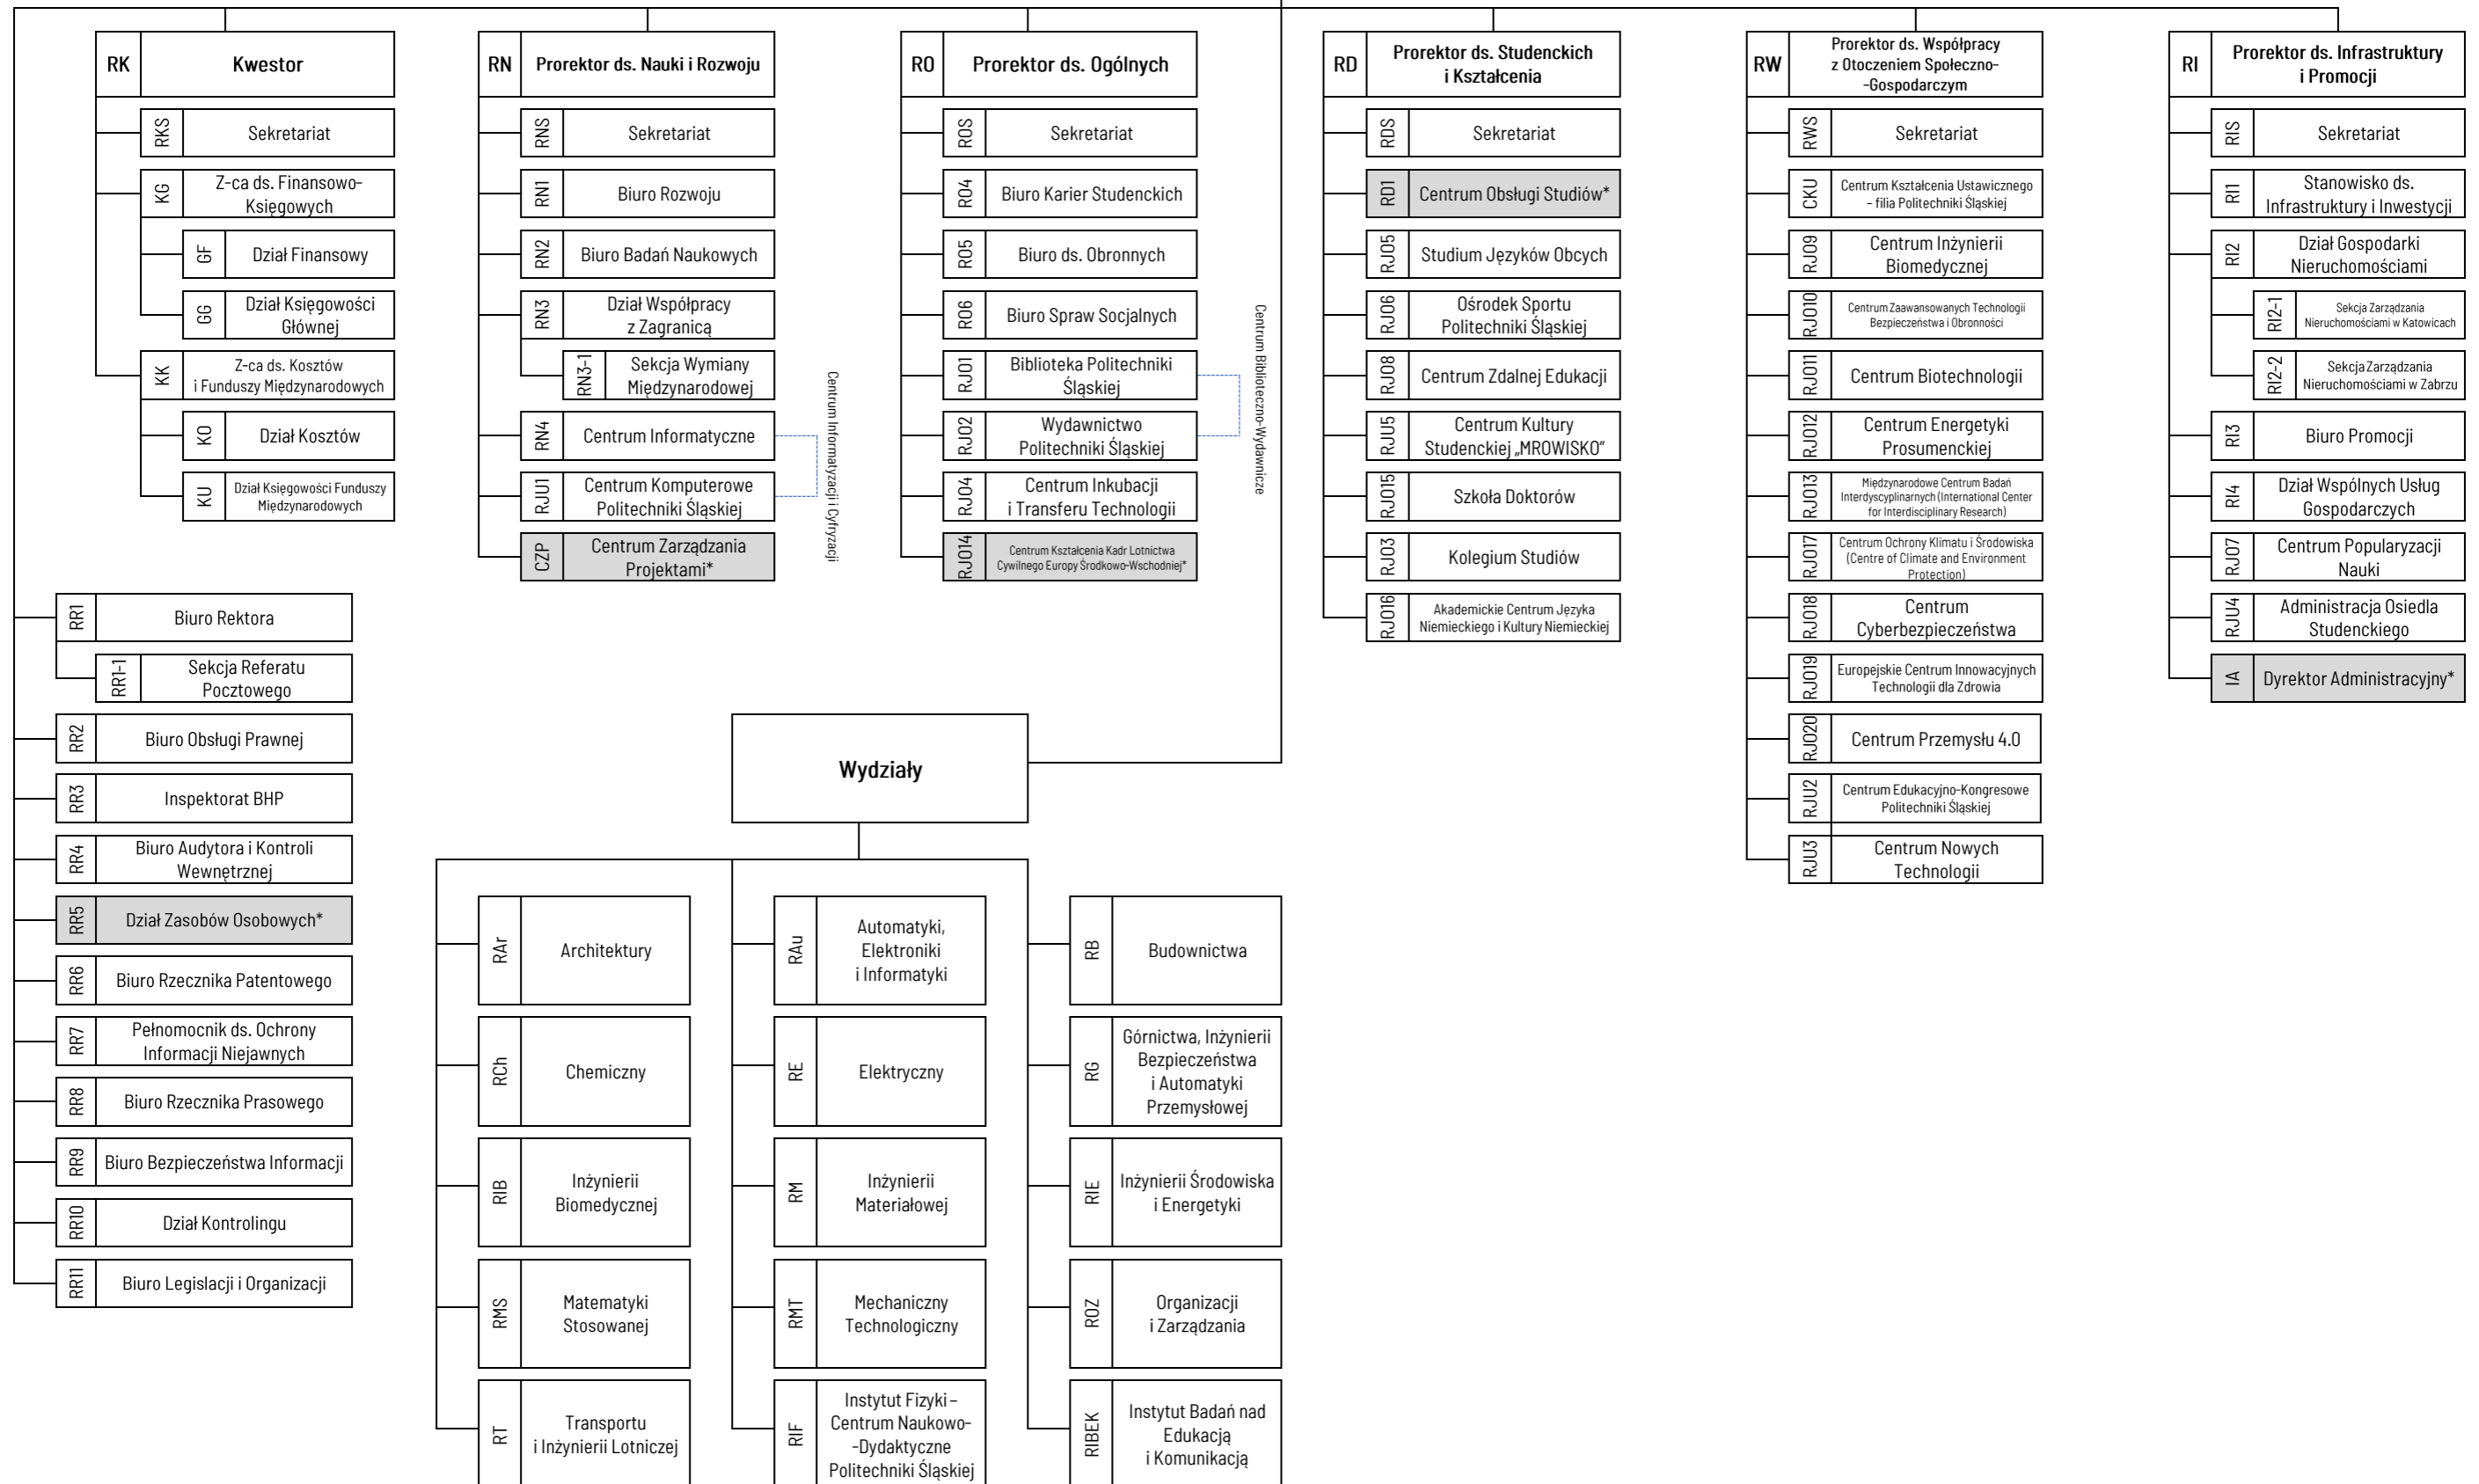 RK
Kwestor
RKS
Sekretariat
KG
Z-ca ds. Finansowo-
Księgowych
GF
Dział Finansowy
GG
Dział Księgowości
Głównej
KK
Z-ca ds. Kosztów
i Funduszy Międzynarodowych
KO
Dział Kosztów
KU
Dział Księgowości Funduszy
Międzynarodowych
RN
Prorektor ds. Nauki i Rozwoju
RNS
Sekretariat
RN1
Biuro Rozwoju
RN2
Biuro Badań Naukowych
RN3
Dział Współpracy
z Zagranicą
RN3-1
Sekcja Wymiany
Międzynarodowej
RN4
Centrum Informatyczne
RJU1
Centrum Komputerowe
Politechniki Śląskiej
CZP
Centrum Zarządzania
Projektami*
Centrum Informatyzacji i Cyfryzacji
RO
Prorektor ds. Ogólnych
ROS
Sekretariat
RO4
Biuro Karier Studenckich
RO5
Biuro ds. Obronnych
RO6
Biuro Spraw Socjalnych
RJO1
Biblioteka Politechniki
Śląskiej
RJO2
Wydawnictwo
Politechniki Śląskiej
RJO4
Centrum Inkubacji
i Transferu Technologii
RJO14
Centrum Kształcenia Kadr Lotnictwa
Cywilnego Europy Środkowo-Wschodniej*
Centrum Biblioteczno-Wydawnicze
RD
Prorektor ds. Studenckich
i Kształcenia
RDS
Sekretariat
RD1
Centrum Obsługi Studiów*
RJO5
Studium Języków Obcych
RJO6
Ośrodek Sportu
Politechniki Śląskiej
RJO8
Centrum Zdalnej Edukacji
RJU5
Centrum Kultury
Studenckiej „MROWISKO”
RJO15
Szkoła Doktorów
RJO3
Kolegium Studiów
RJO16
Akademickie Centrum Języka
Niemieckiego i Kultury Niemieckiej
RW
Prorektor ds. Współpracy
z Otoczeniem Społeczno-
-Gospodarczym
RWS
Sekretariat
CKU
Centrum Kształcenia Ustawicznego
– filia Politechniki Śląskiej
RJO9
Centrum Inżynierii
Biomedycznej
RJO10
Centrum Zaawansowanych Technologii
Bezpieczeństwa i Obronności
RJO11
Centrum Biotechnologii
RJO12
Centrum Energetyki
Prosumenckiej
RJO13
Międzynarodowe Centrum Badań
Interdyscyplinarnych (International Center
for Interdisciplinary Research)
RJO17
Centrum Ochrony Klimatu i Środowiska
(Centre of Climate and Environment
Protection)
RJO18
Centrum
Cyberbezpieczeństwa
RJO19
Europejskie Centrum Innowacyjnych
Technologii dla Zdrowia
RJO20
Centrum Przemysłu 4.0
RJU2
Centrum Edukacyjno-Kongresowe
Politechniki Śląskiej
RJU3
Centrum Nowych
Technologii
RI
Prorektor ds. Infrastruktury
i Promocji
RIS
Sekretariat
RI1
Stanowisko ds.
Infrastruktury i Inwestycji
RI2
Dział Gospodarki
Nieruchomościami
RI2-1
Sekcja Zarządzania
Nieruchomościami w Katowicach
RI2-2
Sekcja Zarządzania
Nieruchomościami w Zabrzu
RI3
Biuro Promocji
RI4
Dział Wspólnych Usług
Gospodarczych
RJO7
Centrum Popularyzacji
Nauki
RJU4
Administracja Osiedla
Studenckiego
IA
Dyrektor Administracyjny*
RR1
Biuro Rektora
RR1-1
Sekcja Referatu
Pocztowego
RR2
Biuro Obsługi Prawnej
RR3
Inspektorat BHP
RR4
Biuro Audytora i Kontroli
Wewnętrznej
RR5
Dział Zasobów Osobowych*
RR6
Biuro Rzecznika Patentowego
RR7
Pełnomocnik ds. Ochrony
Informacji Niejawnych
RR8
Biuro Rzecznika Prasowego
RR9
Biuro Bezpieczeństwa Informacji
RR10
Dział Kontrolingu
RR11
Biuro Legislacji i Organizacji
Wydziały
RAr
Architektury
RAu
Automatyki,
Elektroniki
i Informatyki
RB
Budownictwa
RCh
Chemiczny
RE
Elektryczny
RG
Górnictwa, Inżynierii
Bezpieczeństwa
i Automatyki
Przemysłowej
RIB
Inżynierii
Biomedycznej
RM
Inżynierii
Materiałowej
RIE
Inżynierii Środowiska
i Energetyki
RMS
Matematyki
Stosowanej
RMT
Mechaniczny
Technologiczny
ROZ
Organizacji
i Zarządzania
RT
Transportu
i Inżynierii Lotniczej
RIF
Instytut Fizyki –
Centrum Naukowo-
-Dydaktyczne
Politechniki Śląskiej
RIBEK
Instytut Badań nad
Edukacją
i Komunikacją